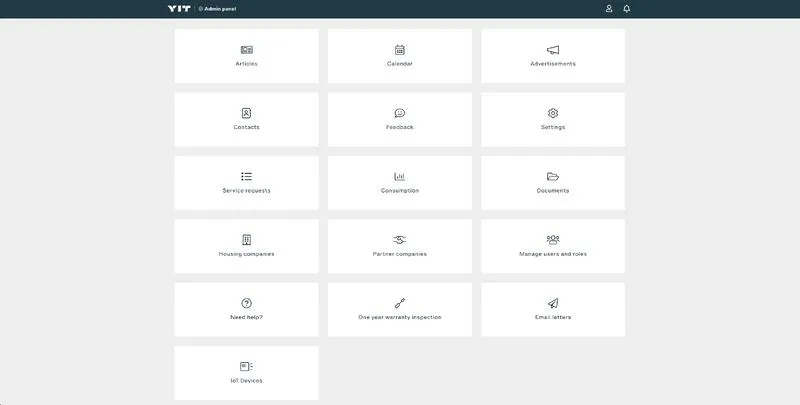 YIT Admin panel
Articles
Calendar
Advertisements
Contacts
Feedback
Settings
Service requests
Consumption
Documents
Housing companies
Partner companies
Manage users and roles
Need help?
One year warranty inspection
Email letters
IoT Devices